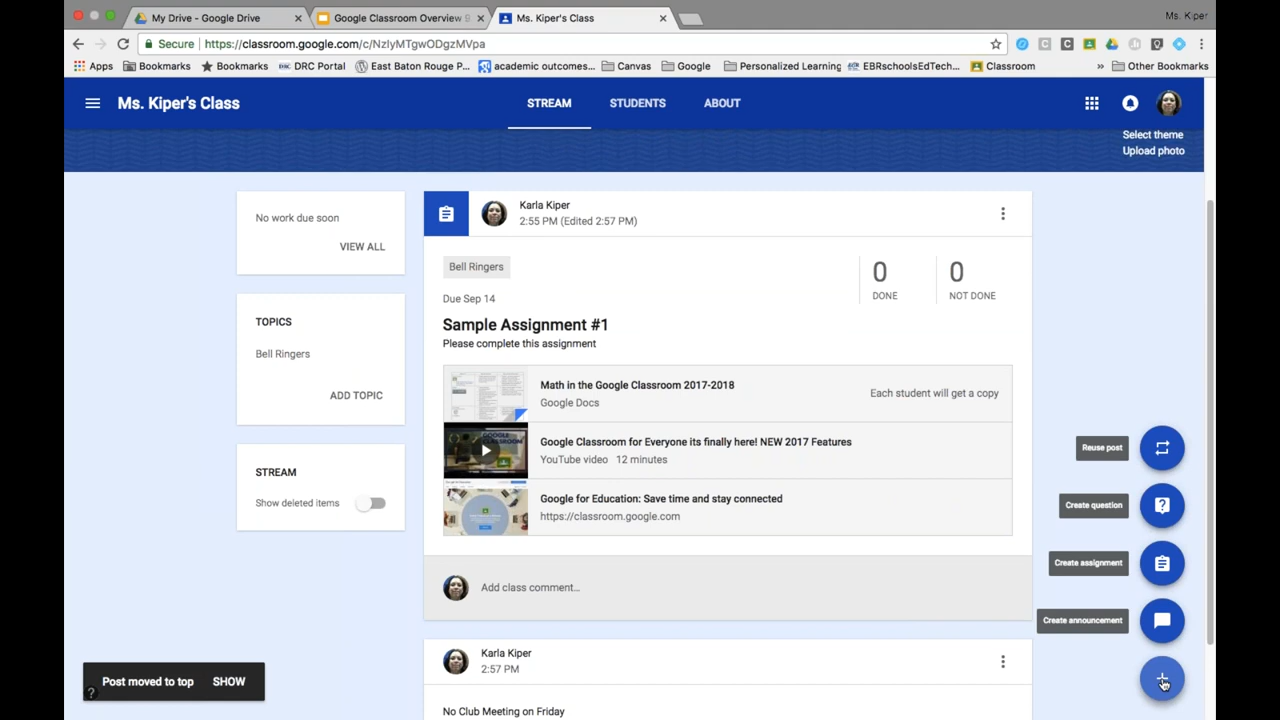 My Drive - Google Drive
Google Classroom Overview 9
Ms. Kiper's Class
Ms. Kiper
Secure
https://classroom.google.com/c/NzIyMTgwODgzMVpa
Apps
Bookmarks
Bookmarks
DRC Portal
East Baton Rouge P...
academic outcomes...
Canvas
Google
Personalized Learning
EBRschoolsEdTech...
Classroom
»
Other Bookmarks
Ms. Kiper's Class
STREAM
STUDENTS
ABOUT
Select theme
Upload photo
No work due soon
VIEW ALL
TOPICS
Bell Ringers
ADD TOPIC
STREAM
Show deleted items
Karla Kiper
2:55 PM (Edited 2:57 PM)
Bell Ringers
0
DONE
0
NOT DONE
Due Sep 14
Sample Assignment #1
Please complete this assignment
Math in the Google Classroom 2017-2018
Google Docs
Each student will get a copy
Google Classroom for Everyone its finally here! NEW 2017 Features
YouTube video 12 minutes
Google for Education: Save time and stay connected
https://classroom.google.com
Add class comment...
Karla Kiper
2:57 PM
No Club Meeting on Friday
Reuse post
Create question
Create assignment
Create announcement
Post moved to top
SHOW
?